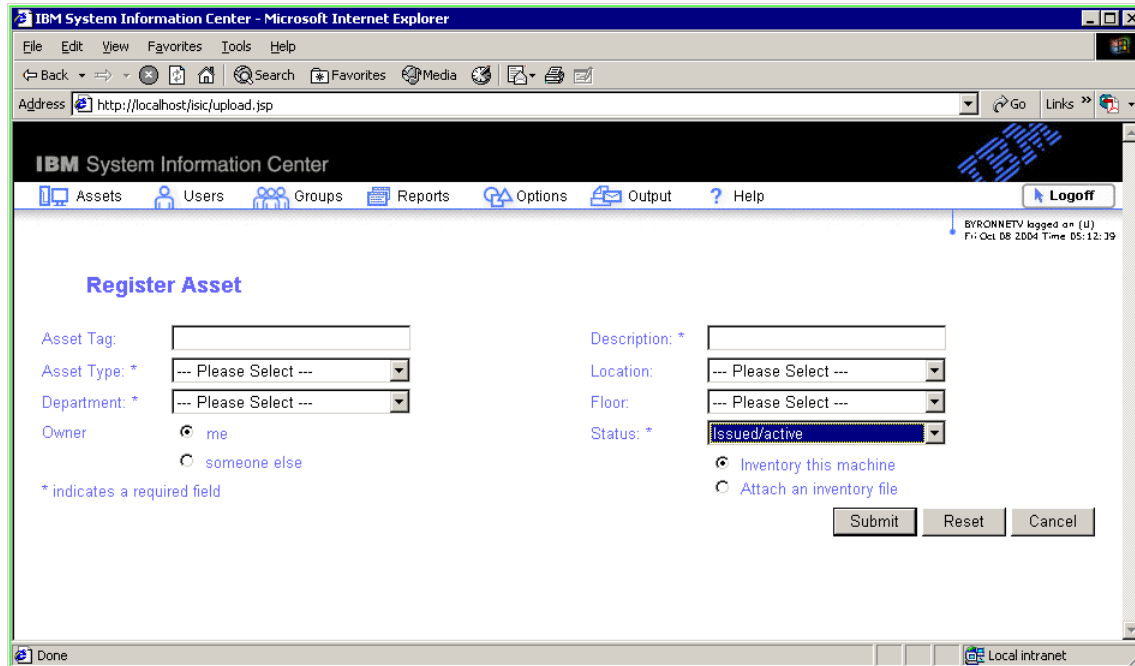 IBM System Information Center - Microsoft Internet Explorer
File Edit View Favorites Tools Help
Back Search Favorites Media
Address http://localhost/isic/upload.jsp Go Links »
IBM System Information Center
IBM
Assets Users Groups Reports Options Output ? Help Logoff
BYRONNETV logged on (U)
Fri Oct 08 2004 Time 05:12:39
Register Asset
Asset Tag: Description: *
Asset Type: * --- Please Select --- Location: --- Please Select ---
Department: * --- Please Select --- Floor: --- Please Select ---
Owner me Status: * Issued/active
someone else Inventory this machine
* indicates a required field Attach an inventory file
Submit Reset Cancel
Done Local intranet